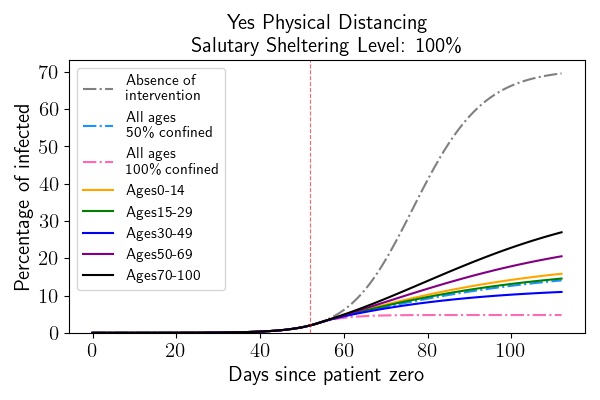 Yes Physical Distancing
Salutary Sheltering Level: 100%
Percentage of infected
70
60
50
40
30
20
10
0
Absence of
intervention
All ages
50% confined
All ages
100% confined
Ages0-14
Ages15-29
Ages30-49
Ages50-69
Ages70-100
0 20 40 60 80 100
Days since patient zero